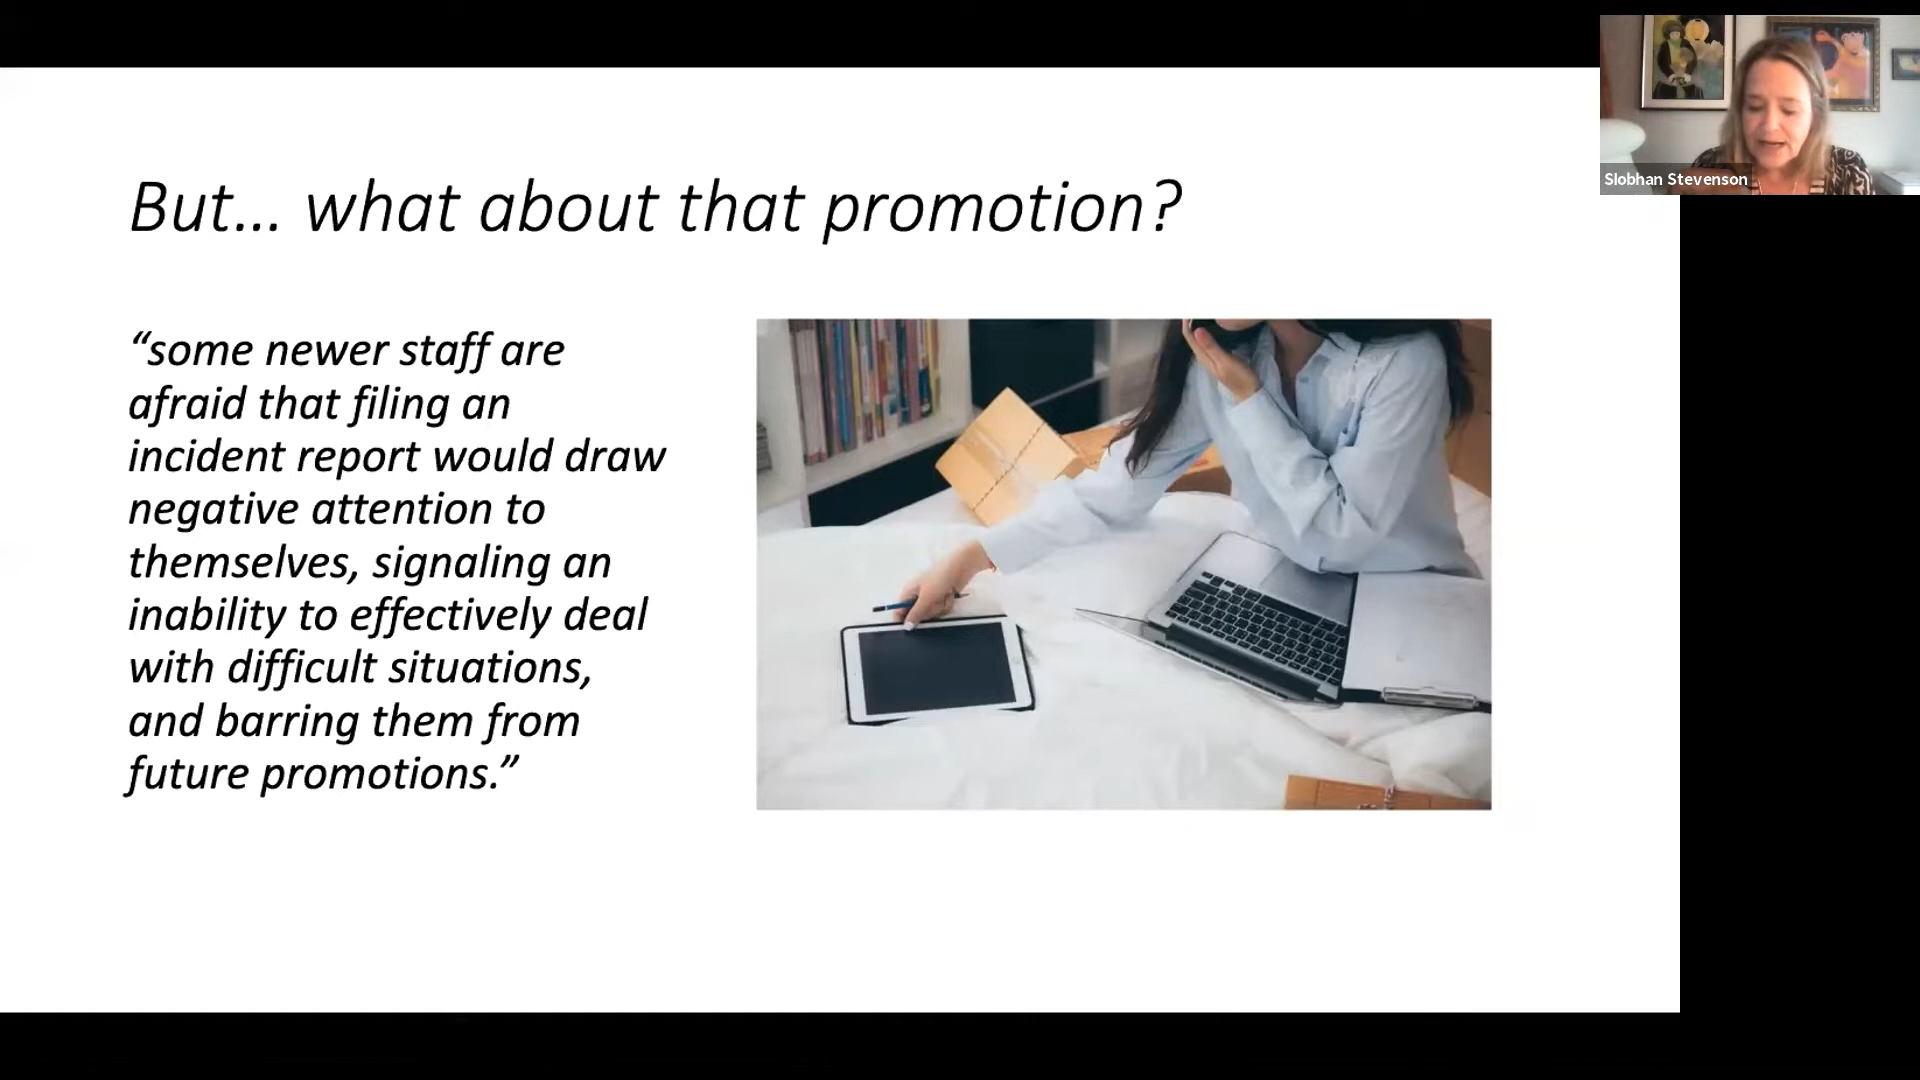 Siobhan Stevenson
But... what about that promotion?
“some newer staff are
afraid that filing an
incident report would draw
negative attention to
themselves, signaling an
inability to effectively deal
with difficult situations,
and barring them from
future promotions.”